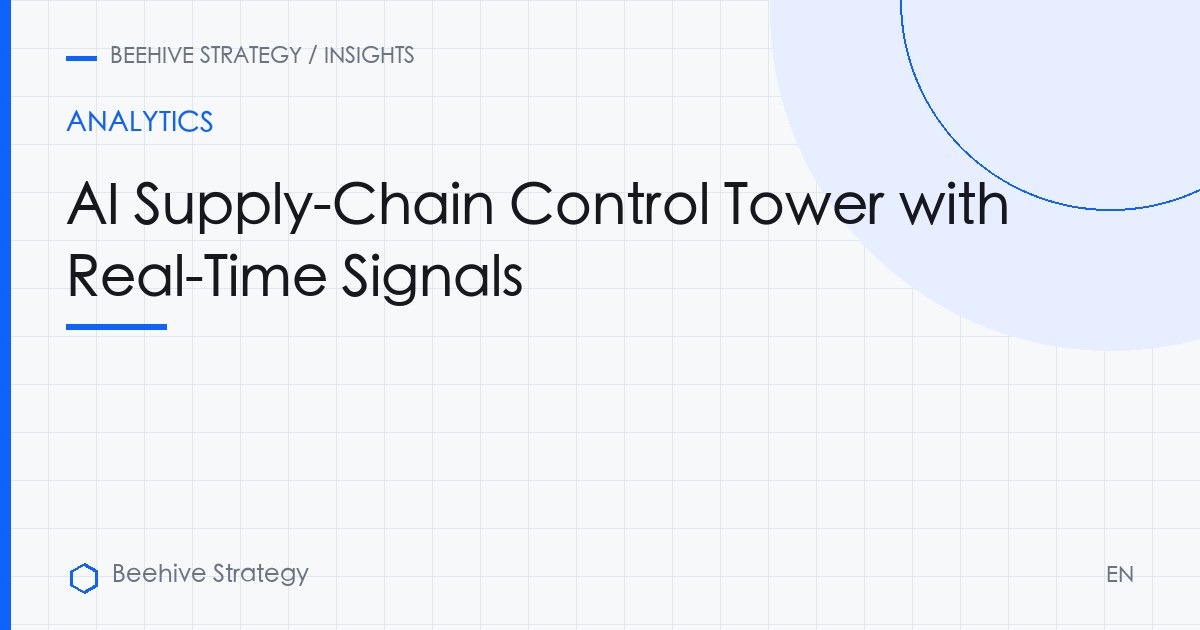 BEEHIVE STRATEGY / INSIGHTS
ANALYTICS
AI Supply-Chain Control Tower with
Real-Time Signals
Beehive Strategy
EN